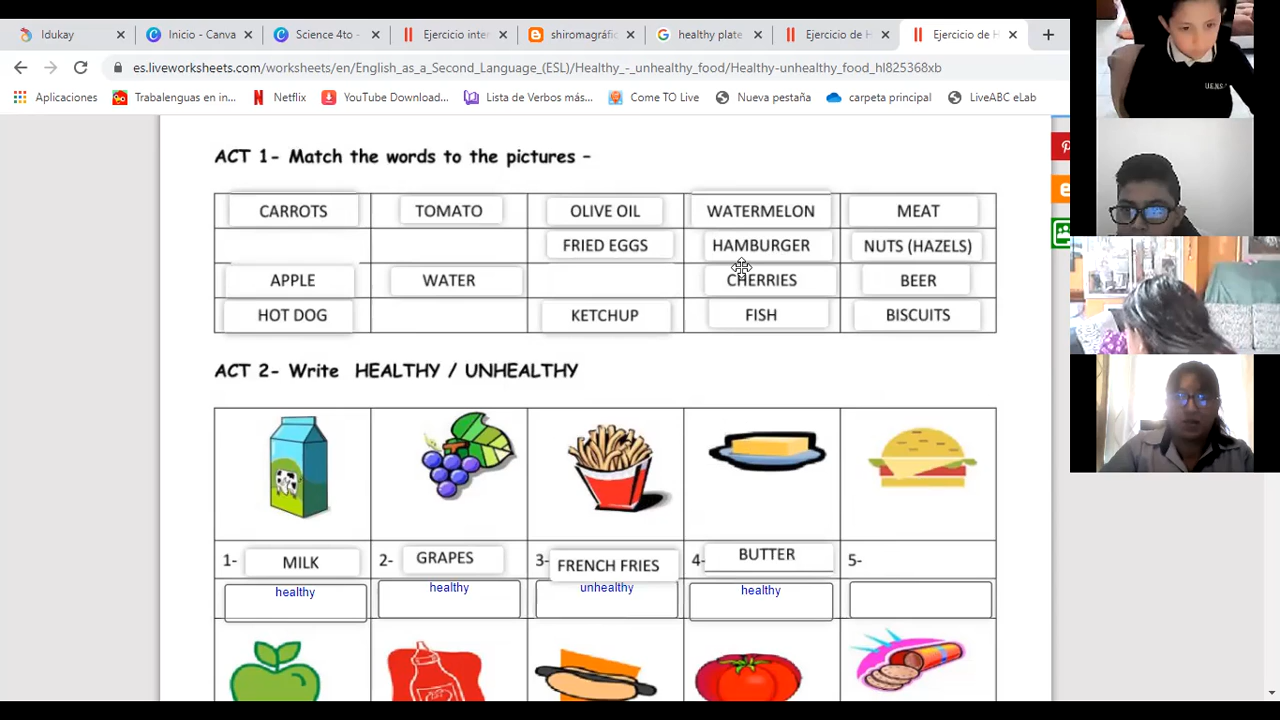 Idukay
Inicio - Canva
Science 4to -
Ejercicio inte
shiromagráfic
healthy plate
Ejercicio de H
Ejercicio de H
es.liveworksheets.com/worksheets/en/English_as_a_Second_Language_(ESL)/Healthy_-_unhealthy_food/Healthy-unhealthy_food_hl825368xb
Aplicaciones
Trabalenguas en in...
Netflix
YouTube Download...
Lista de Verbos más...
Come TO Live
Nueva pestaña
carpeta principal
LiveABC eLab
ACT 1- Match the words to the pictures -
CARROTS TOMATO OLIVE OIL WATERMELON MEAT
FRIED EGGS HAMBURGER NUTS (HAZELS)
APPLE WATER CHERRIES BEER
HOT DOG KETCHUP FISH BISCUITS
ACT 2- Write HEALTHY / UNHEALTHY
1- MILK 2- GRAPES 3- FRENCH FRIES 4- BUTTER 5-
healthy healthy unhealthy healthy